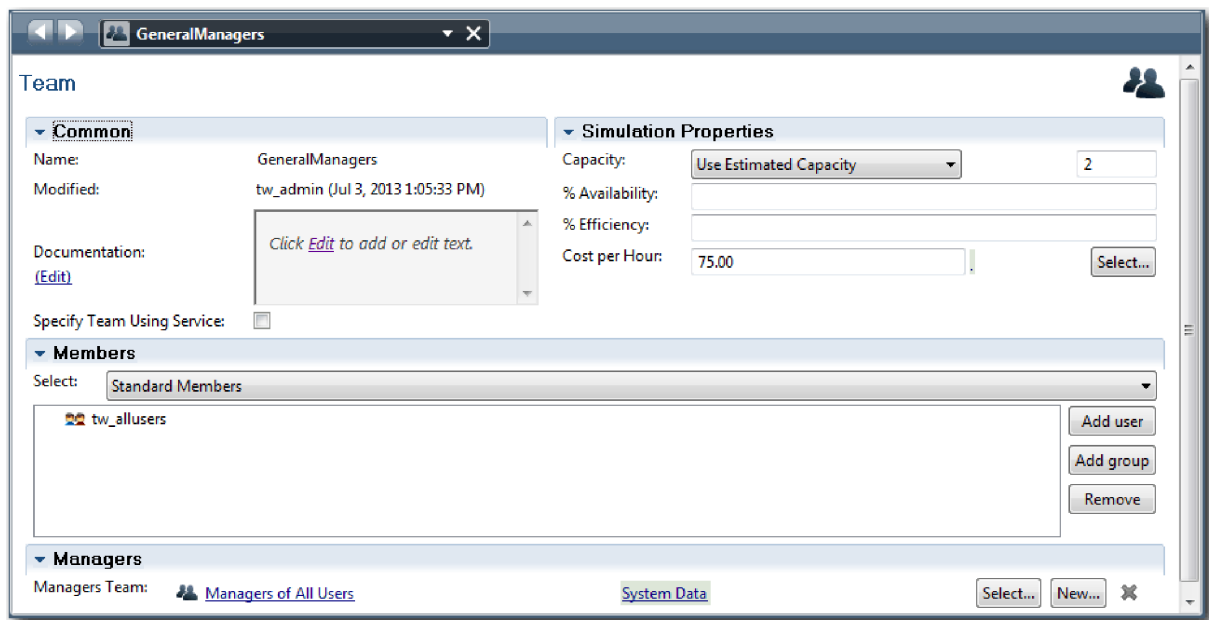 GeneralManagers
Team
Common
Name: GeneralManagers
Modified: tw_admin (Jul 3, 2013 1:05:33 PM)
Documentation:
(Edit)
Click Edit to add or edit text.
Specify Team Using Service:
Simulation Properties
Capacity: Use Estimated Capacity 2
% Availability:
% Efficiency:
Cost per Hour: 75.00 . Select...
Members
Select: Standard Members
tw_allusers
Add user
Add group
Remove
Managers
Managers Team: Managers of All Users System Data Select... New...